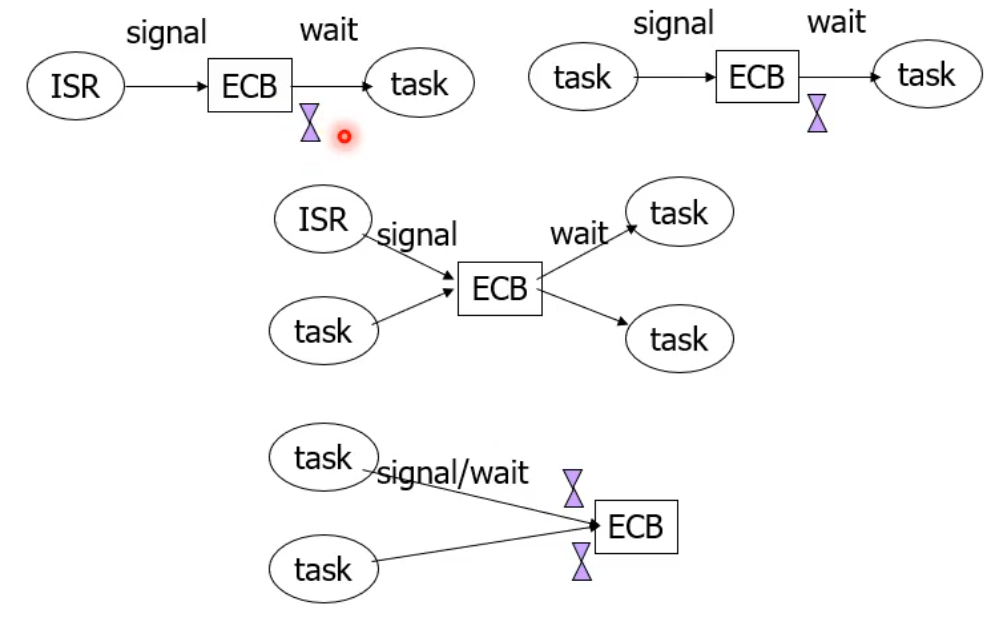 signal wait signal wait
ISR ECB task task ECB task
ISR signal wait task
ECB
task task
task signal/wait
ECB
task